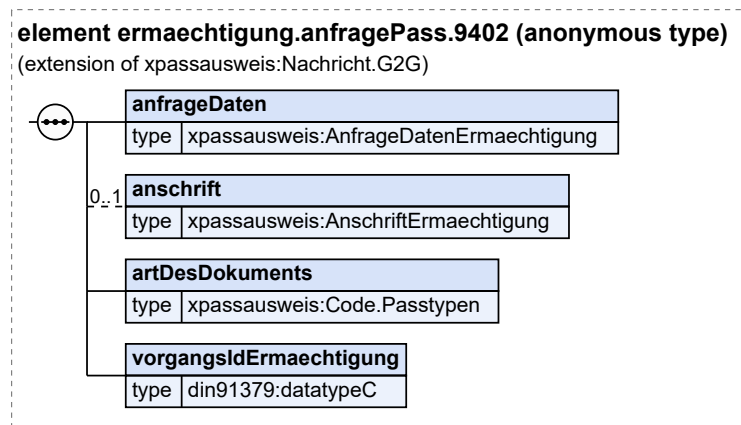 element ermaechtigung.anfragePass.9402 (anonymous type)
(extension of xpassausweis:Nachricht.G2G)
anfrageDaten
type xpassausweis:AnfrageDatenErmaechtigung
0..1 anschrift
type xpassausweis:AnschriftErmaechtigung
artDesDokuments
type xpassausweis:Code.Passtypen
vorgangsIdErmaechtigung
type din91379:datatypeC